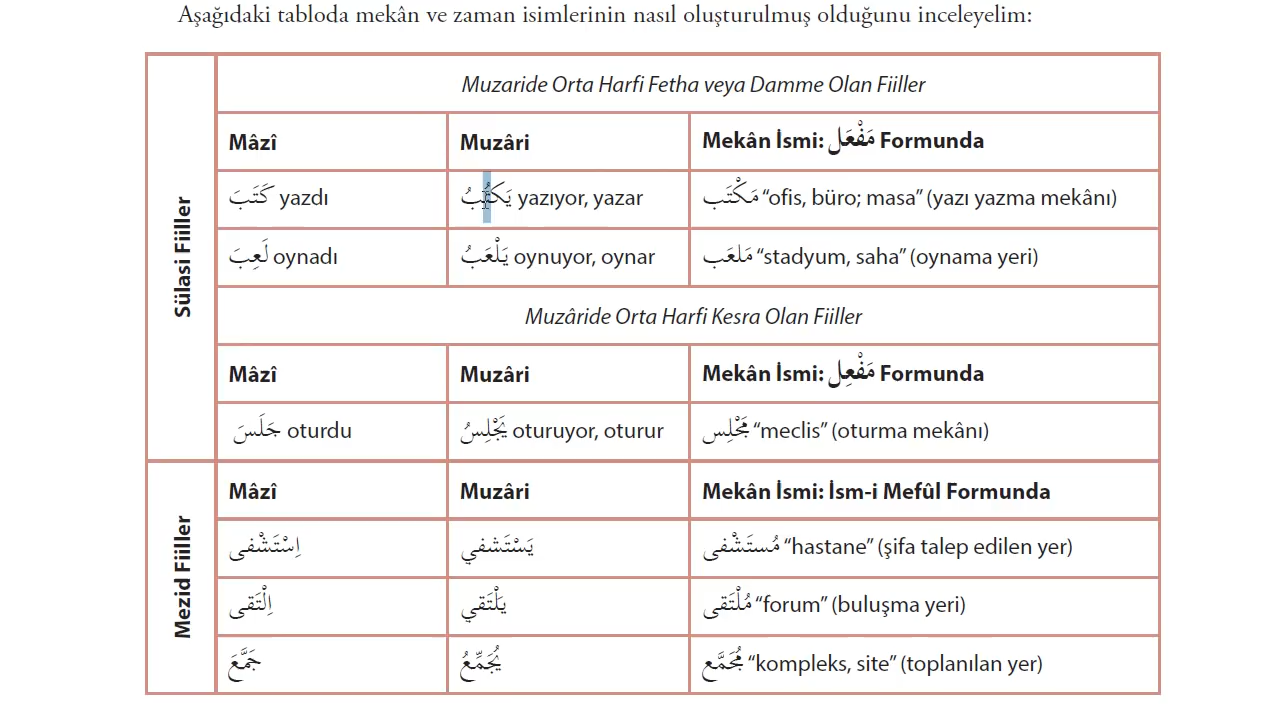 Aşağıdaki tabloda mekân ve zaman isimlerinin nasıl oluşturulmuş olduğunu inceleyelim:
Sülasi Fiiller
Muzaride Orta Harfi Fetha veya Damme Olan Fiiller
Mâzî Muzâri Mekân İsmi: مَفْعَل Formunda
كَتَبَ yazdı يَكتُبُ yazıyor, yazar مَكْتَب “ofis, büro; masa” (yazı yazma mekânı)
لَعِبَ oynadı يَلْعَبُ oynuyor, oynar مَلعَب “stadyum, saha” (oynama yeri)
Muzâride Orta Harfi Kesra Olan Fiiller
Mâzî Muzâri Mekân İsmi: مَفْعِل Formunda
جَلَسَ oturdu يَجْلِسُ oturuyor, oturur مَجْلِس “meclis” (oturma mekânı)
Mezid Fiiller
Mâzî Muzâri Mekân İsmi: İsm-i Mefûl Formunda
اِسْتَشْفى يَسْتَشفي مُستَشْفى “hastane” (şifa talep edilen yer)
اِلْتَقى يَلْتَقي مُلْتَقى “forum” (buluşma yeri)
جَمَّعَ يُجَمِّعُ مُجَمَّع “kompleks, site” (toplanılan yer)